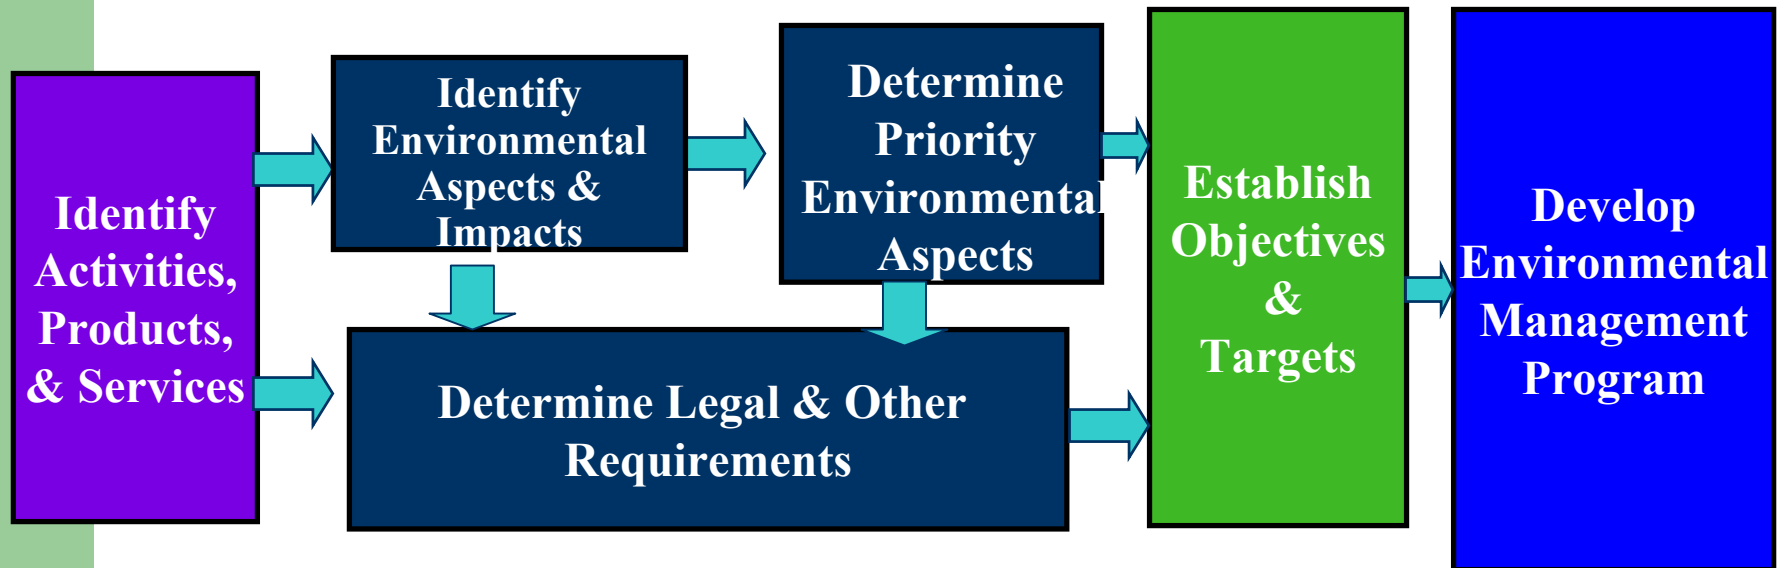 Identify
Activities,
Products,
& Services
Identify
Environmental
Aspects &
Impacts
Determine
Priority
Environmental
Aspects
Determine Legal & Other
Requirements
Establish
Objectives
&
Targets
Develop
Environmental
Management
Program